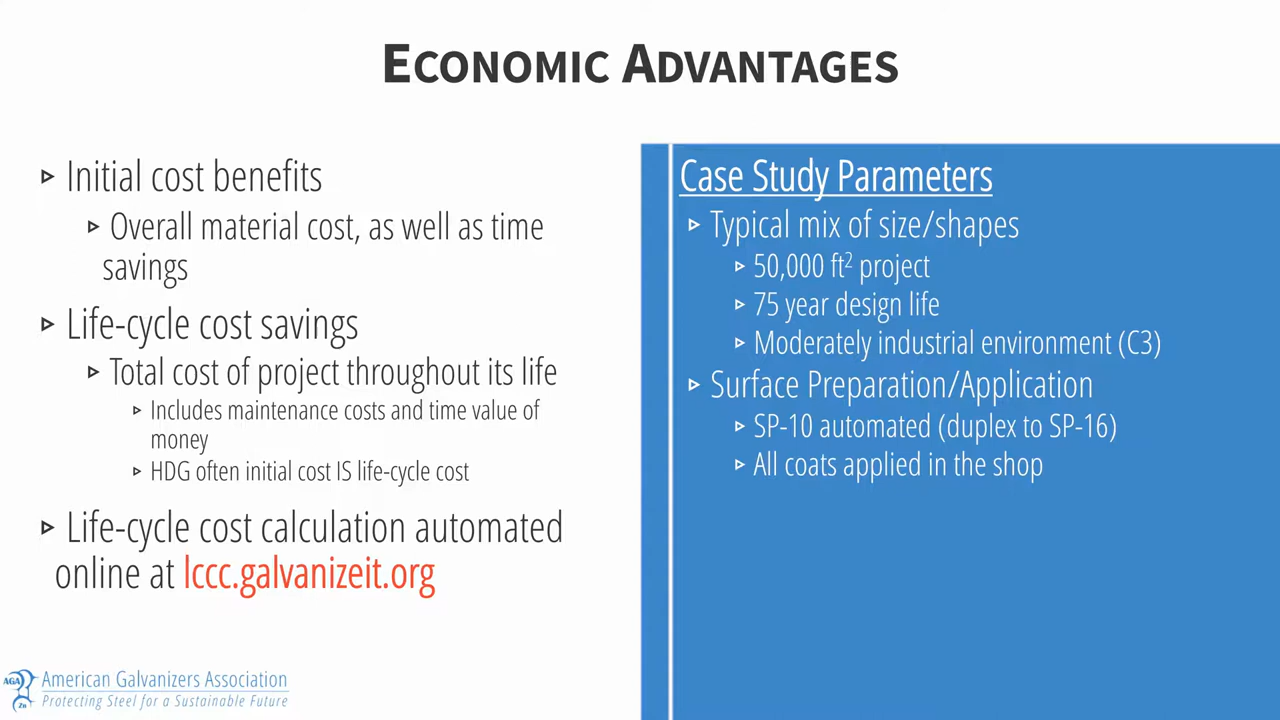 ECONOMIC ADVANTAGES
Initial cost benefits
Overall material cost, as well as time
savings
Life-cycle cost savings
Total cost of project throughout its life
Includes maintenance costs and time value of
money
HDG often initial cost IS life-cycle cost
Life-cycle cost calculation automated
online at lccc.galvanizeit.org
Case Study Parameters
Typical mix of size/shapes
50,000 ft² project
75 year design life
Moderately industrial environment (C3)
Surface Preparation/Application
SP-10 automated (duplex to SP-16)
All coats applied in the shop
AGA
Zn
American Galvanizers Association
Protecting Steel for a Sustainable Future